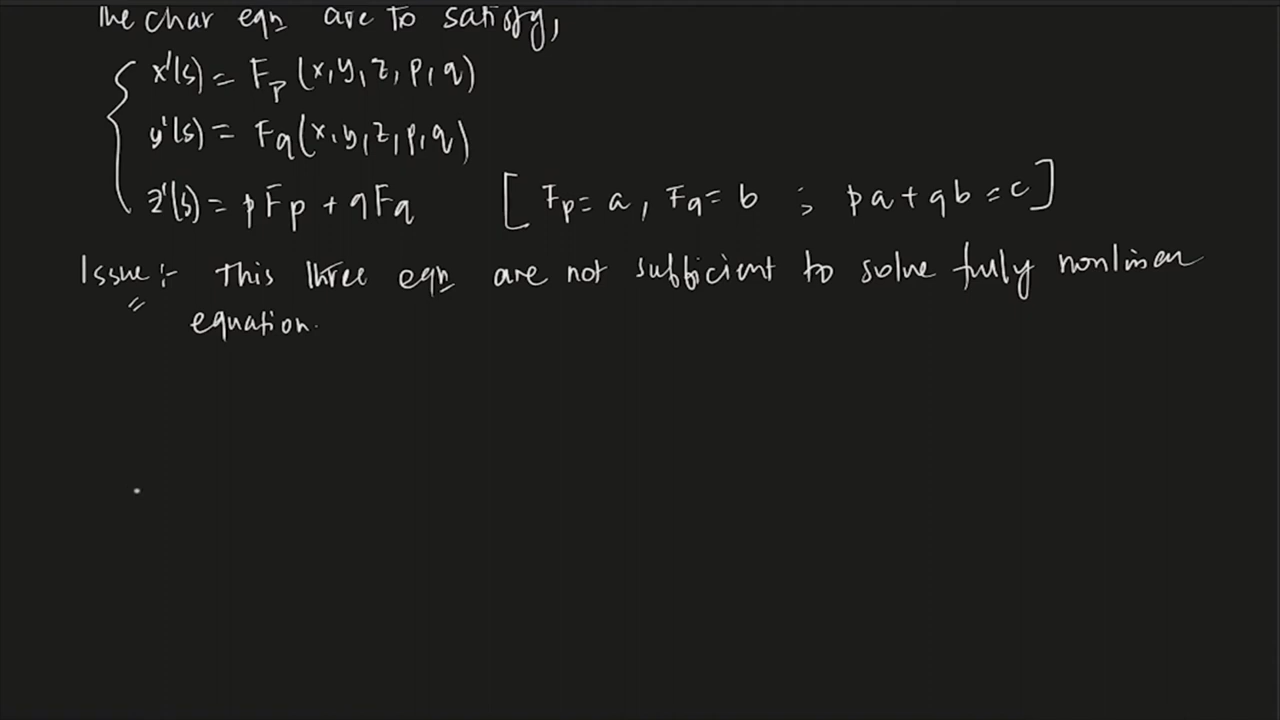 The char eqn are to satisfy,
x'(s) = Fp (x, y, z, p, q)
y'(s) = Fq (x, y, z, p, q)
z'(s) = pFp + qFq [ Fp = a, Fq = b ; pa + qb = c ]
Issue :- This three eqn are not sufficient to solve fully nonlinear
equation.